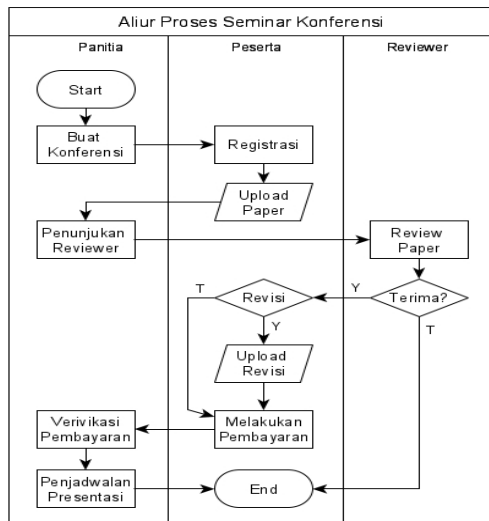 Aliur Proses Seminar Konferensi
Panitia
Peserta
Reviewer
Start
Buat
Konferensi
Registrasi
Upload
Paper
Penunjukan
Reviewer
Review
Paper
Terima?
Y
T
Revisi
T
Y
Upload
Revisi
Melakukan
Pembayaran
Verivikasi
Pembayaran
Penjadwalan
Presentasi
End